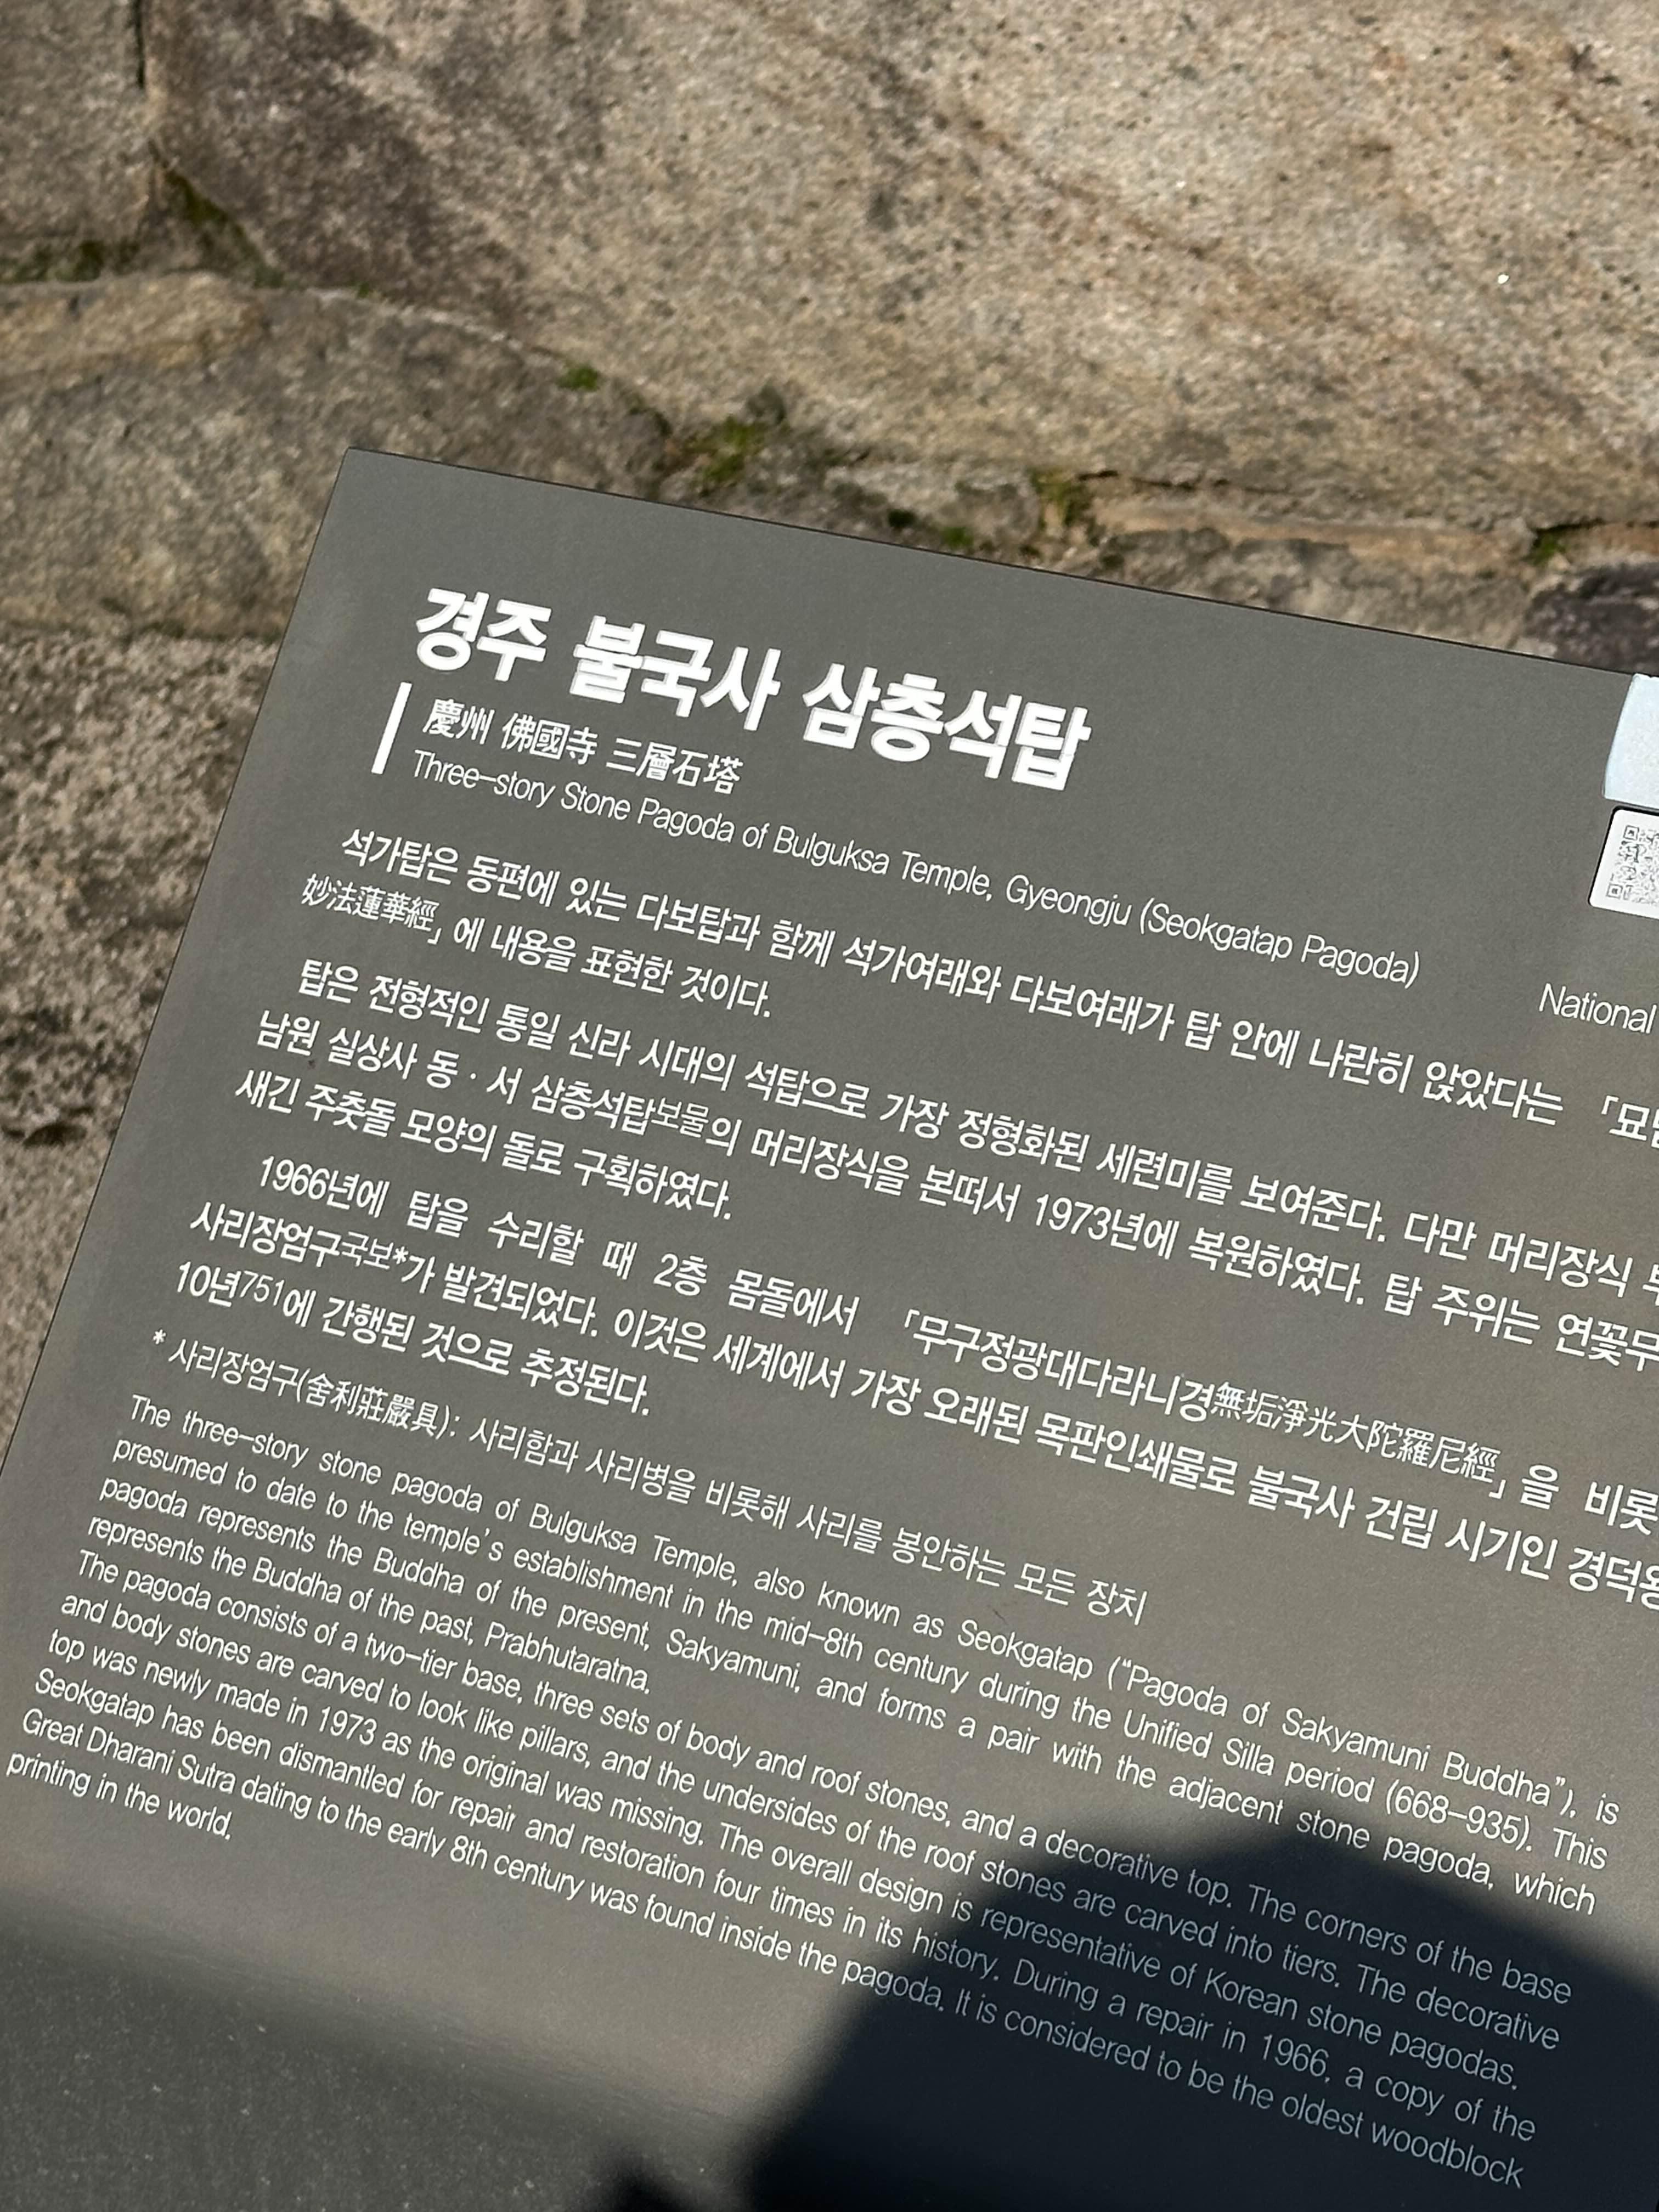 경주 불국사 삼층석탑
慶州 佛國寺 三層石塔
Three-story Stone Pagoda of Bulguksa Temple, Gyeongju (Seokgatap Pagoda)
National
석가탑은 동편에 있는 다보탑과 함께 석가여래와 다보여래가 탑 안에 나란히 앉았다는 「묘법
妙法蓮華經」에 내용을 표현한 것이다.
탑은 전형적인 통일 신라 시대의 석탑으로 가장 정형화된 세련미를 보여준다. 다만 머리장식
남원 실상사 동·서 삼층석탑보물의 머리장식을 본떠서 1973년에 복원하였다. 탑 주위는 연꽃무
새긴 주춧돌 모양의 돌로 구획하였다.
1966년에 탑을 수리할 때 2층 몸돌에서 「무구정광대다라니경無垢淨光大陀羅尼經」을 비롯
사리장엄구국보*가 발견되었다. 이것은 세계에서 가장 오래된 목판인쇄물로 불국사 건립 시기인 경덕왕
10년751에 간행된 것으로 추정된다.
* 사리장엄구(舍利莊嚴具): 사리함과 사리병을 비롯해 사리를 봉안하는 모든 장치
The three-story stone pagoda of Bulguksa Temple, also known as Seokgatap (“Pagoda of Sakyamuni Buddha”), is
presumed to date to the temple’s establishment in the mid-8th century during the Unified Silla period (668-935). This
pagoda represents the Buddha of the present, Sakyamuni, and forms a pair with the adjacent stone pagoda, which
represents the Buddha of the past, Prabhutaratna.
The pagoda consists of a two-tier base, three sets of body and roof stones, and a decorative top. The corners of the base
and body stones are carved to look like pillars, and the undersides of the roof stones are carved into tiers. The decorative
top was newly made in 1973 as the original was missing. The overall design is representative of Korean stone pagodas.
Seokgatap has been dismantled for repair and restoration four times in its history. During a repair in 1966, a copy of the
Great Dharani Sutra dating to the early 8th century was found inside the pagoda. It is considered to be the oldest woodblock
printing in the world.